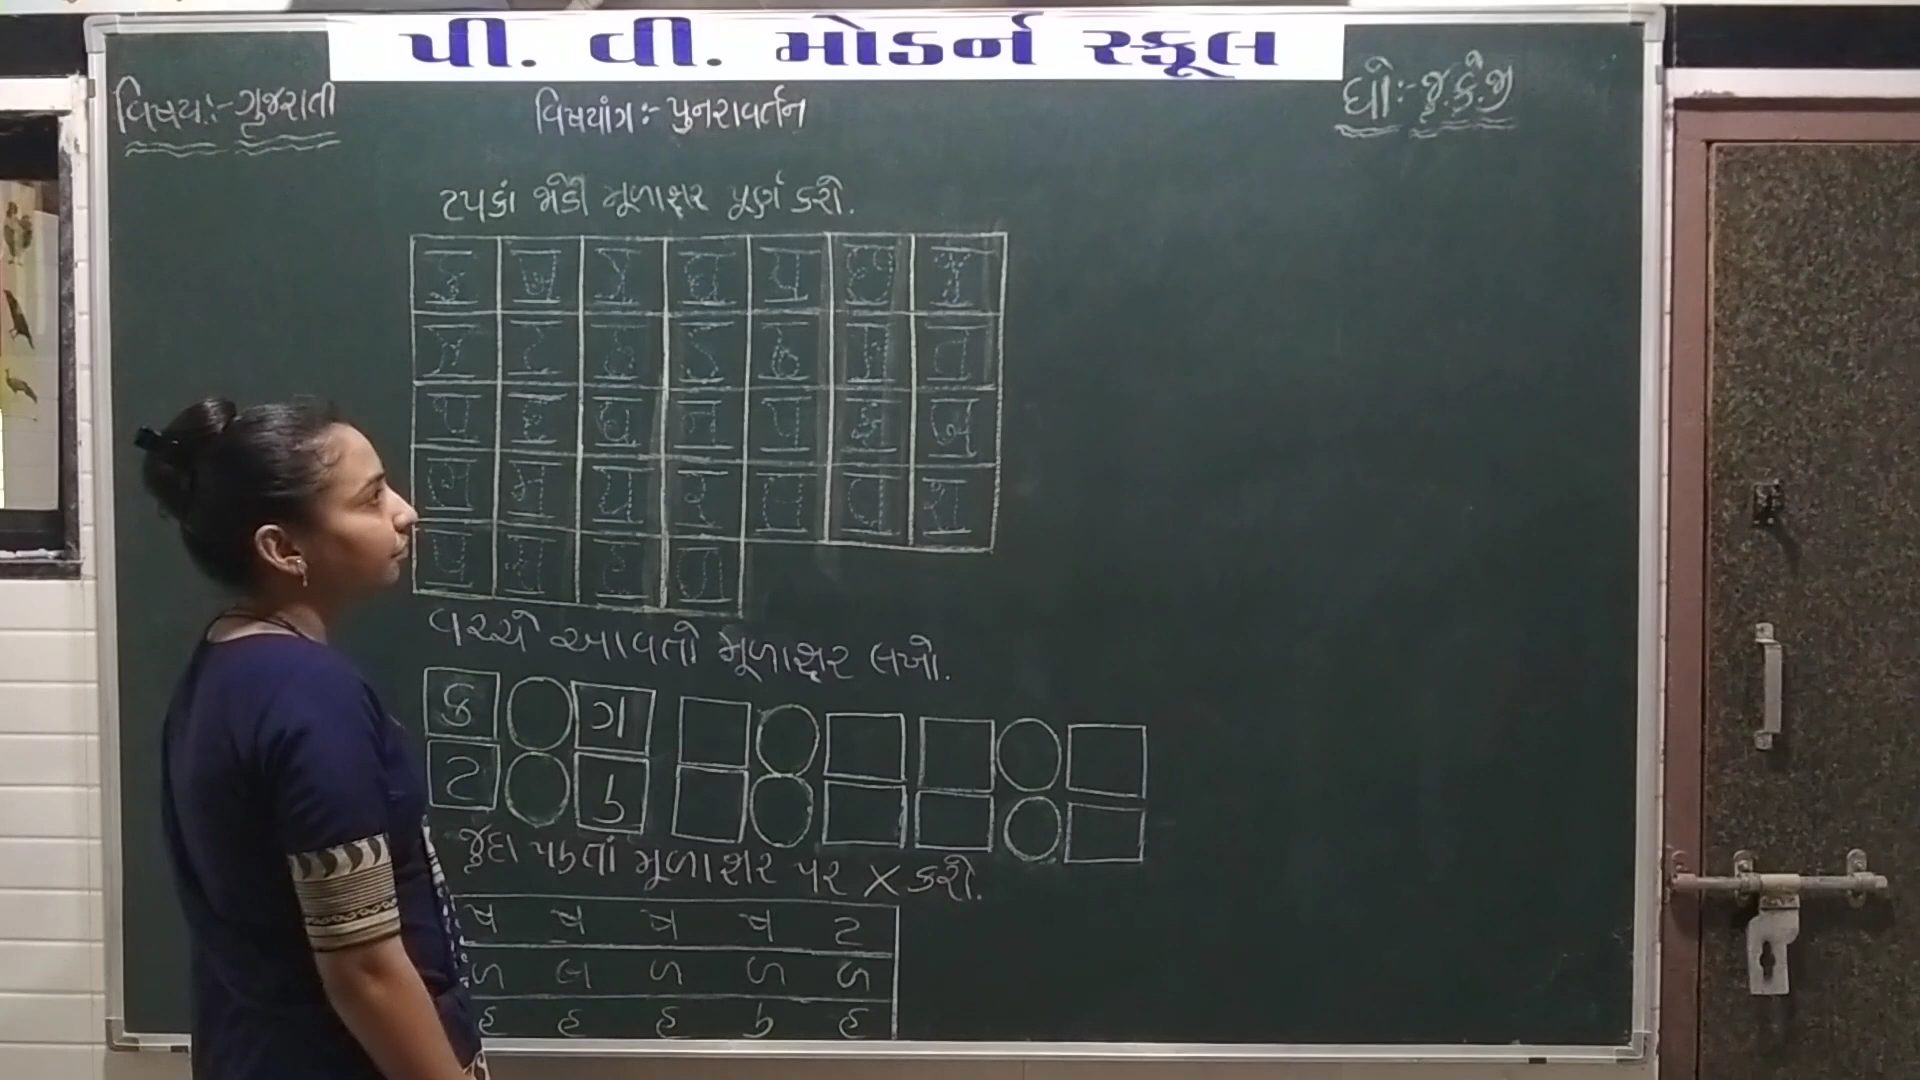 પી. વી. મોડર્ન સ્કૂલ
વિષય:- ગુજરાતી
વિષયાંગ:- પુનરાવર્તન
ધો:- જુ.કે.જી
ટપકાં જોડી મૂળાક્ષર પૂર્ણ કરો.
ક ખ ગ ઘ ચ છ જ
ઝ ટ ઠ ડ ઢ ણ ત
થ દ ધ ન પ ફ બ
ભ મ ય ર લ વ શ
ષ સ હ ળ
વચ્ચે આવતો મૂળાક્ષર લખો.
ક ગ
ટ ડ
જુદા પડતાં મૂળાક્ષર પર X કરો.
ષ ષ ષ ષ ટ
ળ લ ળ ળ ળ
હ હ હ ડ હ